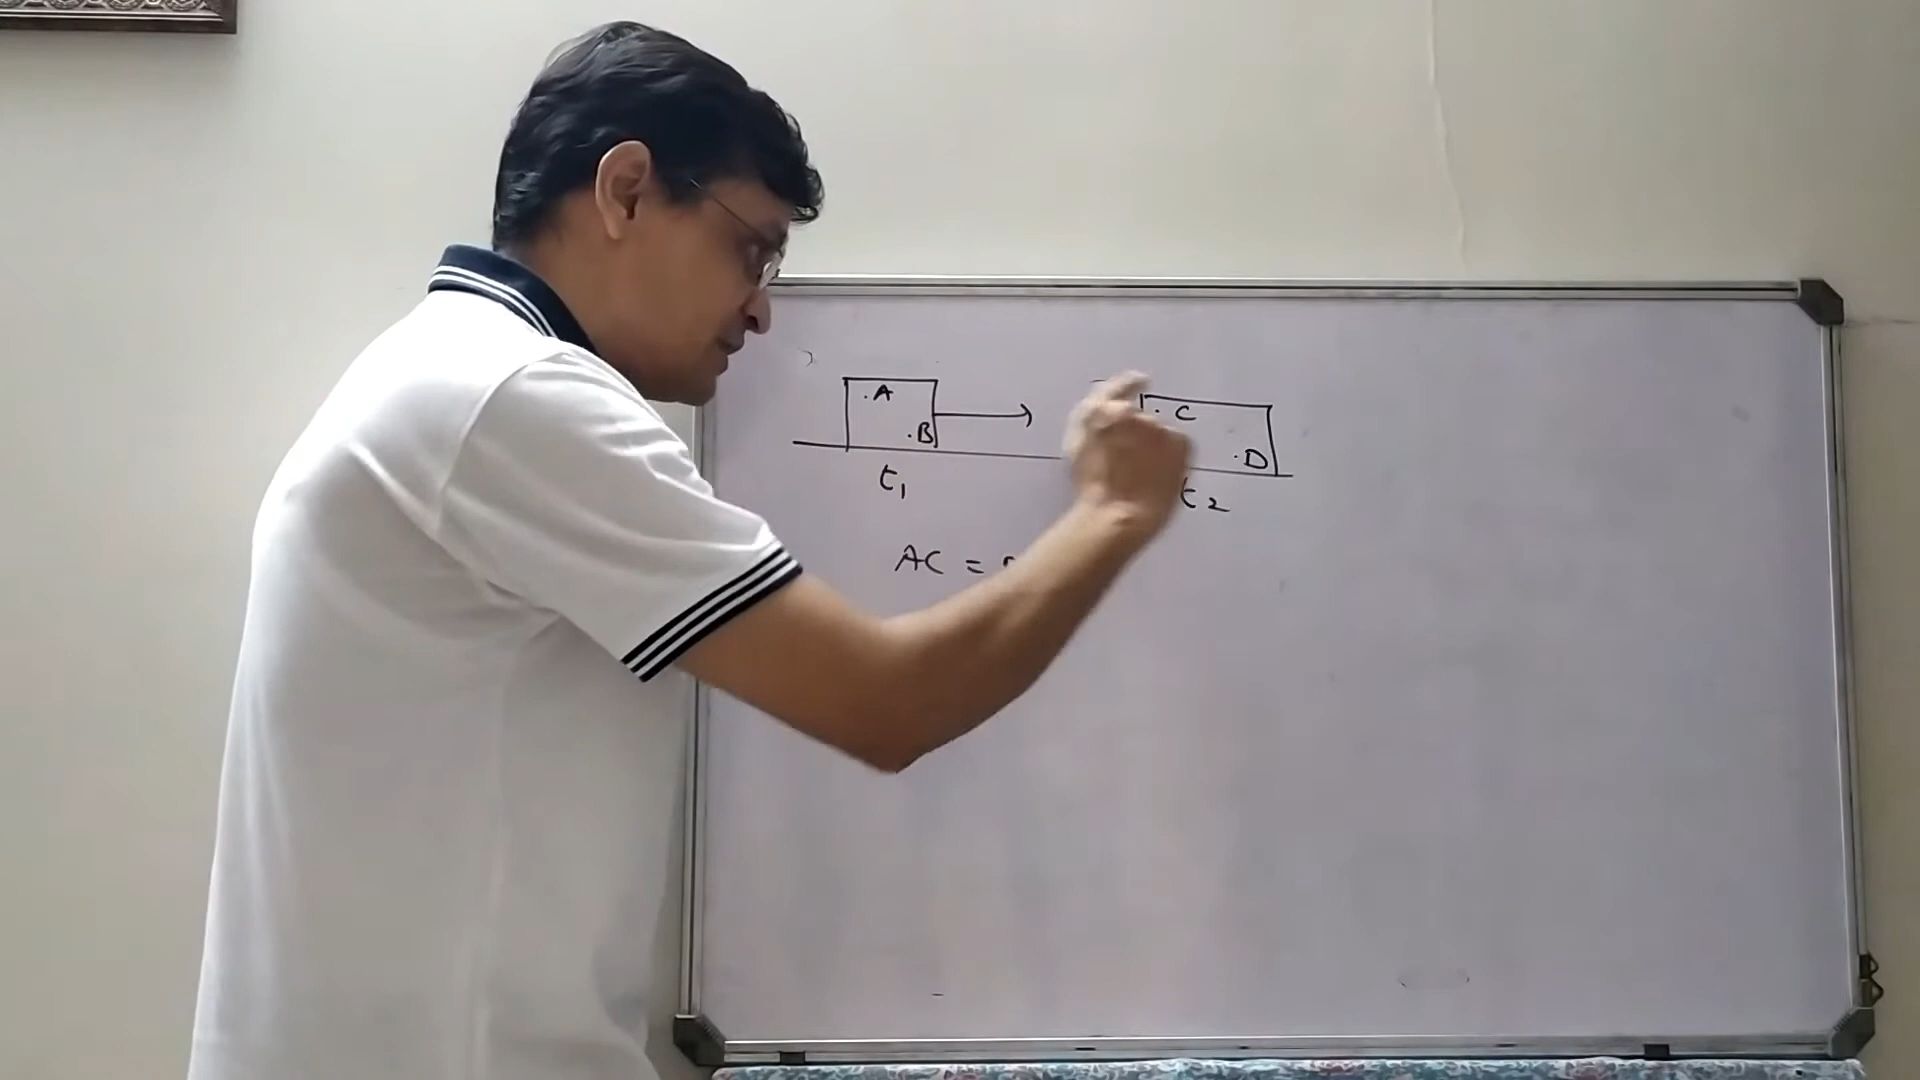 .A .C
.B .D
t₁ t₂
AC =